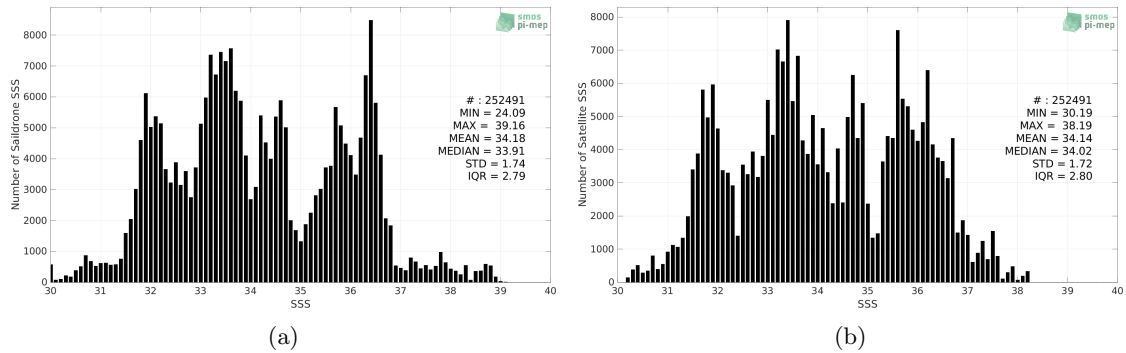 smos
pi-mep
8000
7000
6000
5000
4000
3000
2000
1000
0
Number of Saildrone SSS
# : 252491
MIN = 24.09
MAX = 39.16
MEAN = 34.18
MEDIAN = 33.91
STD = 1.74
IQR = 2.79
30 31 32 33 34 35 36 37 38 39 40
SSS
(a)
smos
pi-mep
8000
7000
6000
5000
4000
3000
2000
1000
0
Number of Satellite SSS
# : 252491
MIN = 30.19
MAX = 38.19
MEAN = 34.14
MEDIAN = 34.02
STD = 1.72
IQR = 2.80
30 31 32 33 34 35 36 37 38 39 40
SSS
(b)